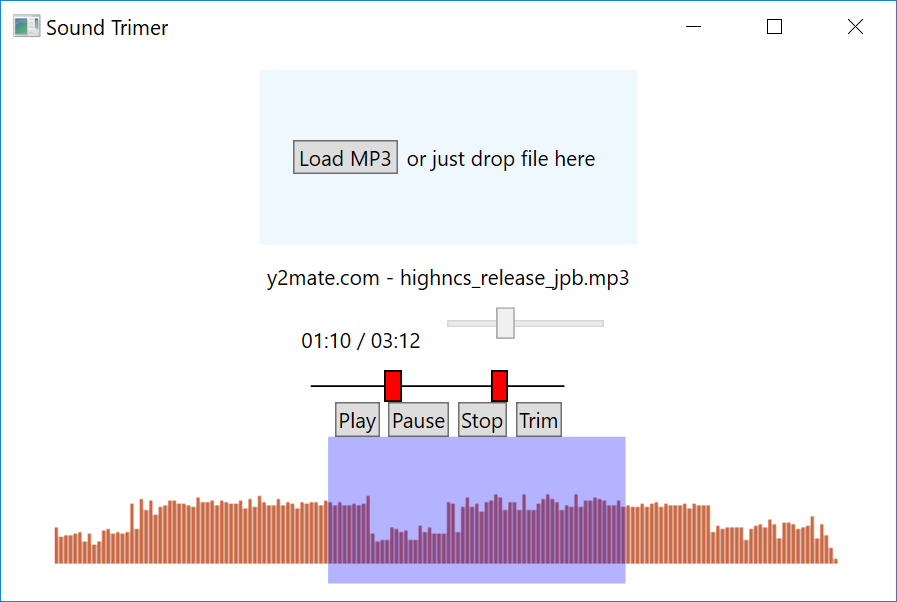 Sound Trimer
Load MP3 or just drop file here
y2mate.com - highncs_release_jpb.mp3
01:10 / 03:12
Play Pause Stop Trim